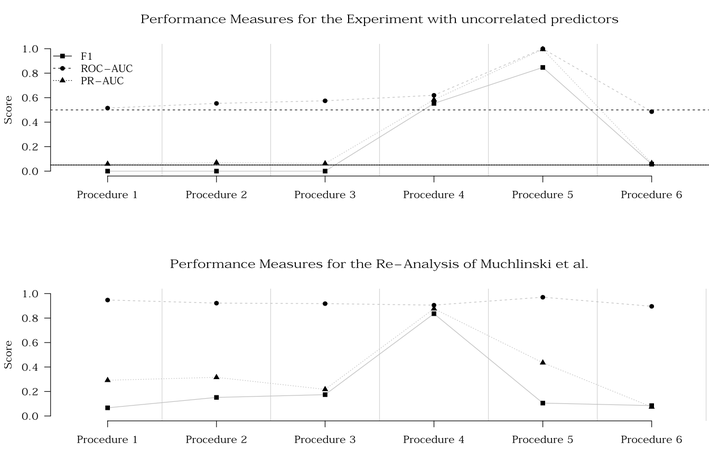 Performance Measures for the Experiment with uncorrelated predictors
1.0
0.8
0.6
0.4
0.2
0.0
Score
F1
ROC−AUC
PR−AUC
Procedure 1 Procedure 2 Procedure 3 Procedure 4 Procedure 5 Procedure 6
Performance Measures for the Re−Analysis of Muchlinski et al.
1.0
0.8
0.6
0.4
0.2
0.0
Score
Procedure 1 Procedure 2 Procedure 3 Procedure 4 Procedure 5 Procedure 6